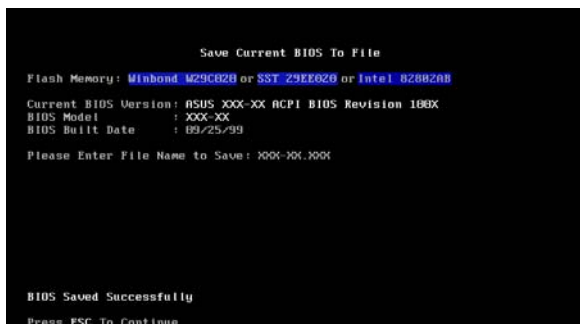 Save Current BIOS To File
Flash Memory: Winbond W29C020 or SST 29EE020 or Intel 82802AB
Current BIOS Version: ASUS XXX-XX ACPI BIOS Revision 100X
BIOS Model : XXX-XX
BIOS Built Date : 09/25/99
Please Enter File Name to Save: XXX-XX.XXX
BIOS Saved Successfully
Press ESC To Continue